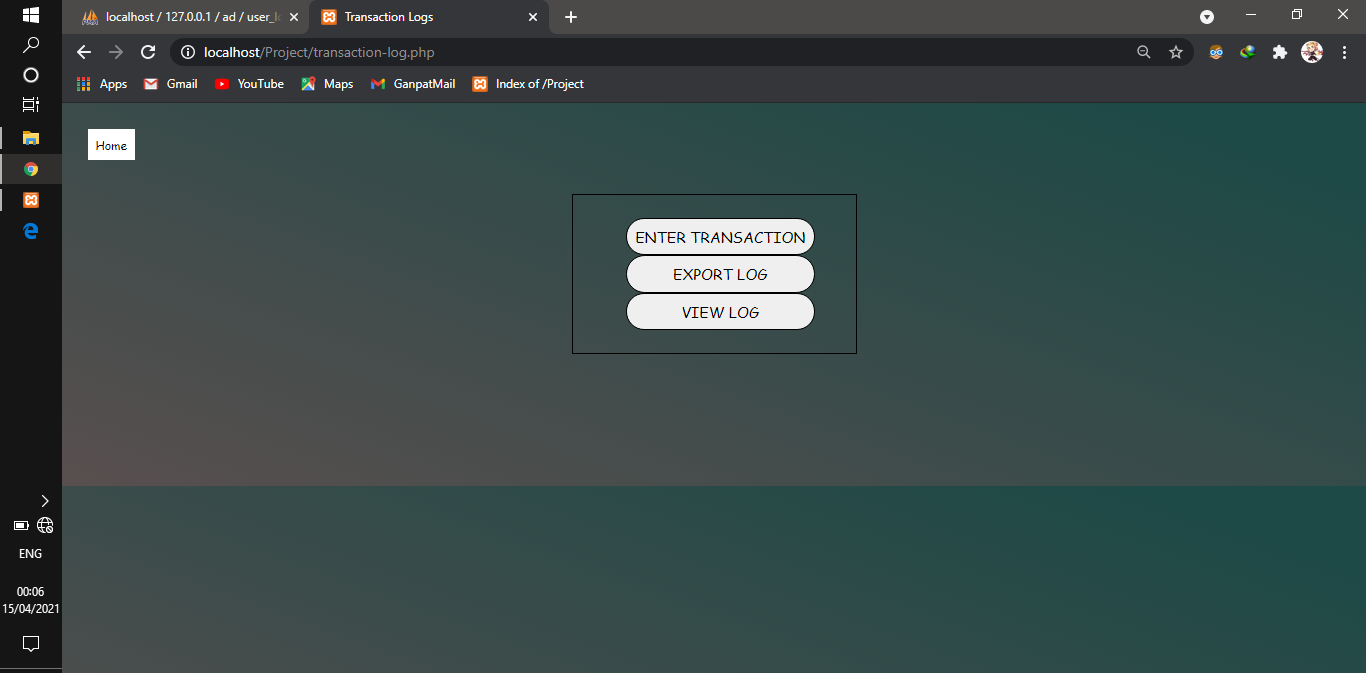 localhost / 127.0.0.1 / ad / user_l
Transaction Logs
localhost/Project/transaction-log.php
Apps
Gmail
YouTube
Maps
GanpatMail
Index of /Project
Home
ENTER TRANSACTION
EXPORT LOG
VIEW LOG
ENG
00:06
15/04/2021